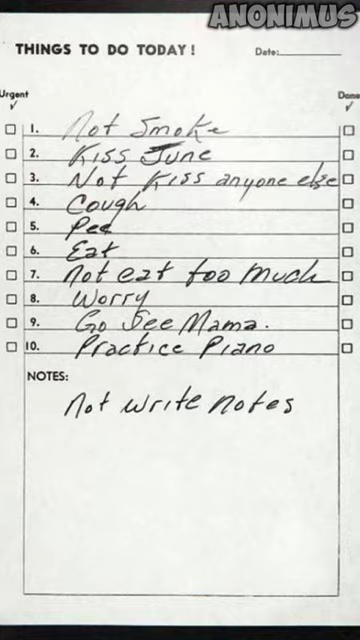 ANONIMUS
THINGS TO DO TODAY!
Date:
Urgent
Done
1. Not Smoke
2. Kiss June
3. Not Kiss anyone else
4. Cough
5. Pee
6. Eat
7. Not eat too much
8. Worry
9. Go See Mama.
10. Practice Piano
NOTES:
Not write notes